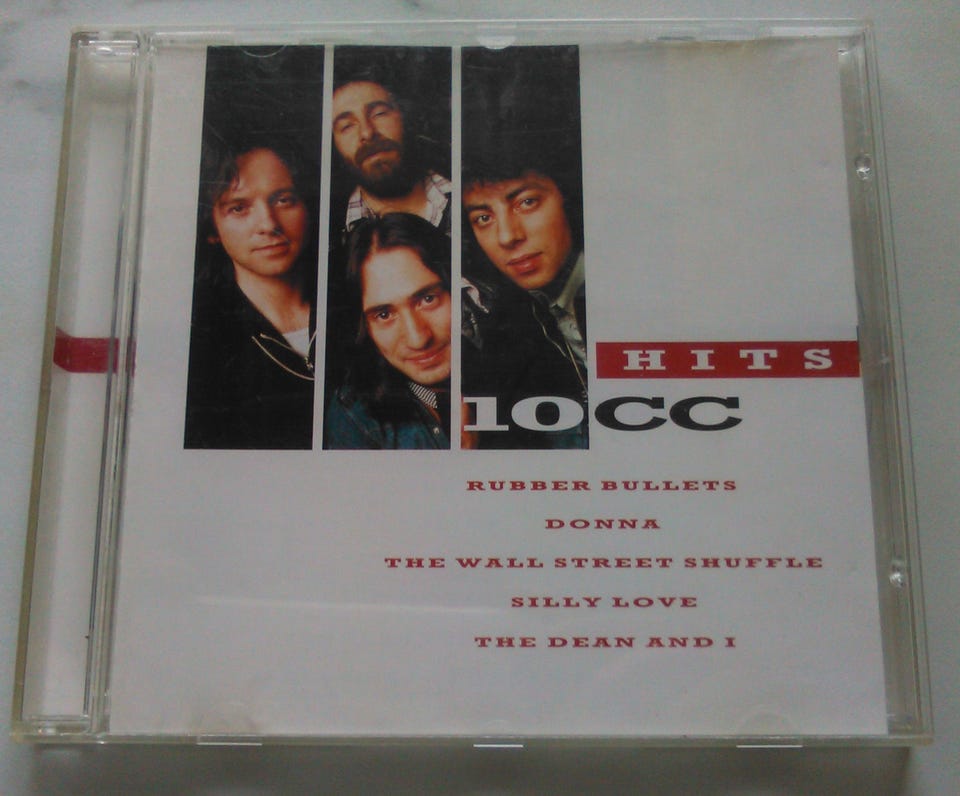 HITS
10CC
RUBBER BULLETS
DONNA
THE WALL STREET SHUFFLE
SILLY LOVE
THE DEAN AND I